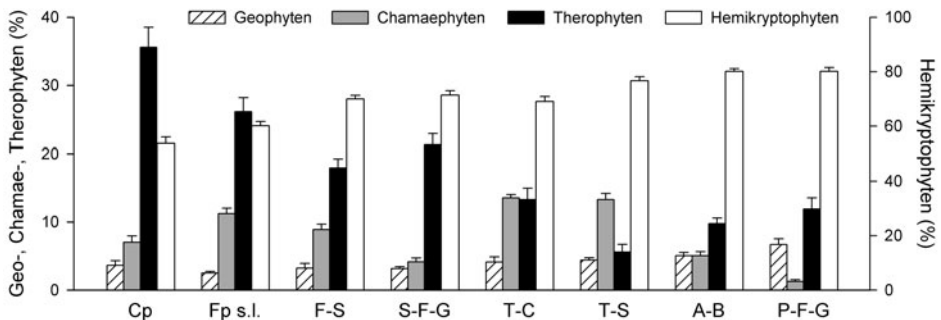 Geophyten Chamaephyten Therophyten Hemikryptophyten
Geo-, Chamae-, Therophyten (%)
40
30
20
10
0
100
80
60
40
20
0
Hemikryptophyten (%)
Cp Fp s.l. F-S S-F-G T-C T-S A-B P-F-G